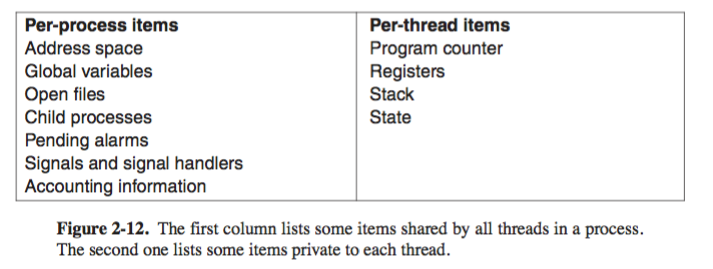 Per-process items
Address space
Global variables
Open files
Child processes
Pending alarms
Signals and signal handlers
Accounting information
Per-thread items
Program counter
Registers
Stack
State
Figure 2-12. The first column lists some items shared by all threads in a process.
The second one lists some items private to each thread.